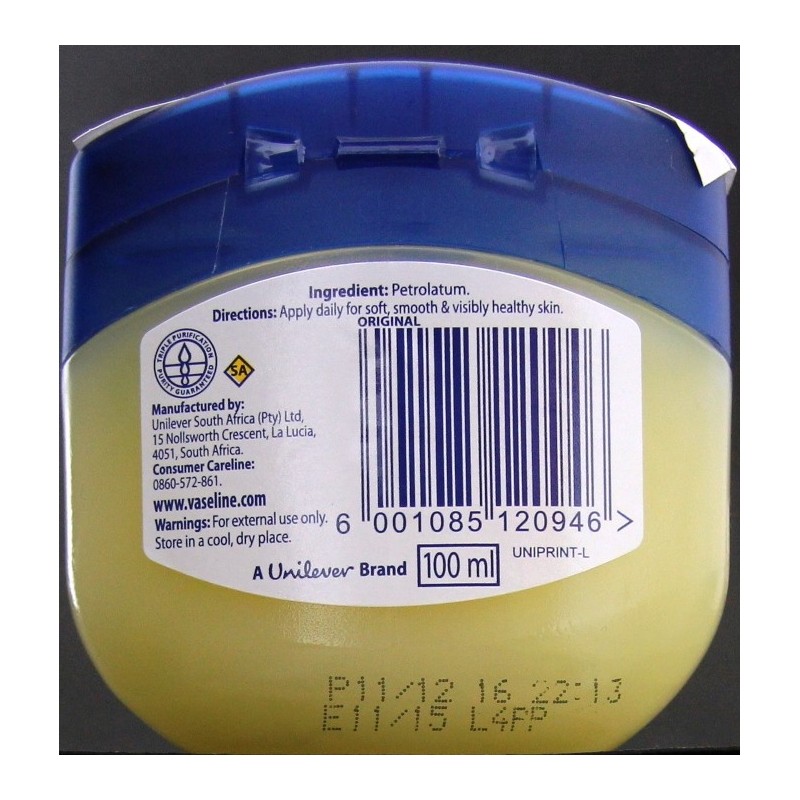 Ingredient: Petrolatum.
Directions: Apply daily for soft, smooth & visibly healthy skin.
ORIGINAL
TRIPLE PURIFICATION
PURITY GUARANTEED
SA
Manufactured by:
Unilever South Africa (Pty) Ltd,
15 Nollsworth Crescent, La Lucia,
4051, South Africa.
Consumer Careline:
0860-572-861.
www.vaseline.com
Warnings: For external use only.
Store in a cool, dry place.
6 001085 120946 >
A Unilever Brand 100 ml UNIPRINT-L
P11/12 16 22:13
E11/15 L4PP